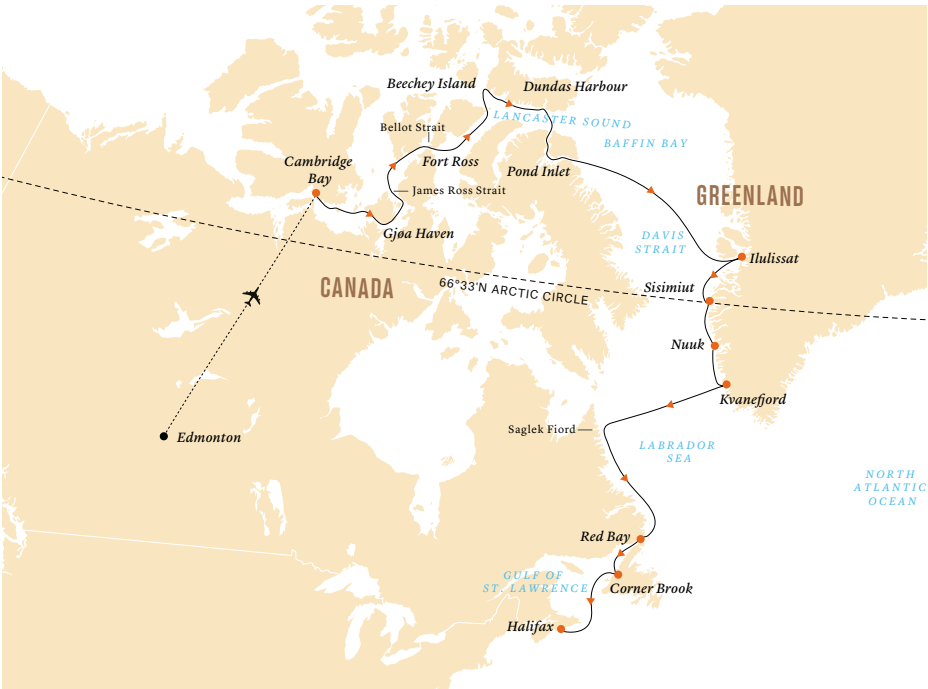 Beechey Island
Dundas Harbour
LANCASTER SOUND
Bellot Strait
BAFFIN BAY
Cambridge
Bay
Fort Ross
Pond Inlet
James Ross Strait
GREENLAND
Gjøa Haven
DAVIS
STRAIT
Ilulissat
CANADA
66°33'N ARCTIC CIRCLE
Sisimiut
Nuuk
Kvanefjord
Saglek Fiord
Edmonton
LABRADOR
SEA
NORTH
ATLANTIC
OCEAN
Red Bay
GULF OF
ST. LAWRENCE
Corner Brook
Halifax